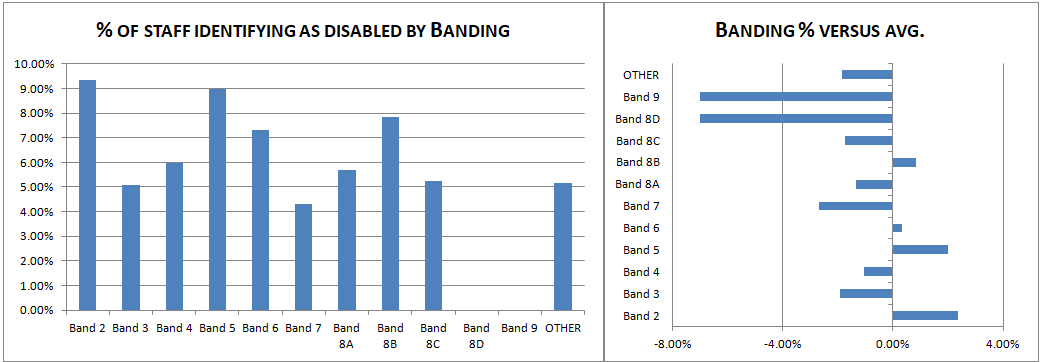 % OF STAFF IDENTIFYING AS DISABLED BY BANDING
10.00%
9.00%
8.00%
7.00%
6.00%
5.00%
4.00%
3.00%
2.00%
1.00%
0.00%
Band 2 Band 3 Band 4 Band 5 Band 6 Band 7 Band 8A Band 8B Band 8C Band 8D Band 9 OTHER
BANDING % VERSUS AVG.
OTHER
Band 9
Band 8D
Band 8C
Band 8B
Band 8A
Band 7
Band 6
Band 5
Band 4
Band 3
Band 2
-8.00% -4.00% 0.00% 4.00%